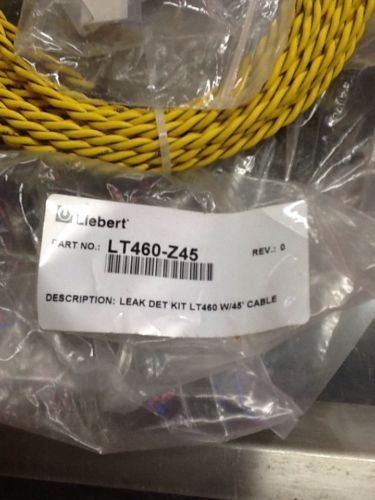 Liebert®
PART NO.: LT460-Z45 REV.: 0
DESCRIPTION: LEAK DET KIT LT460 W/45' CABLE